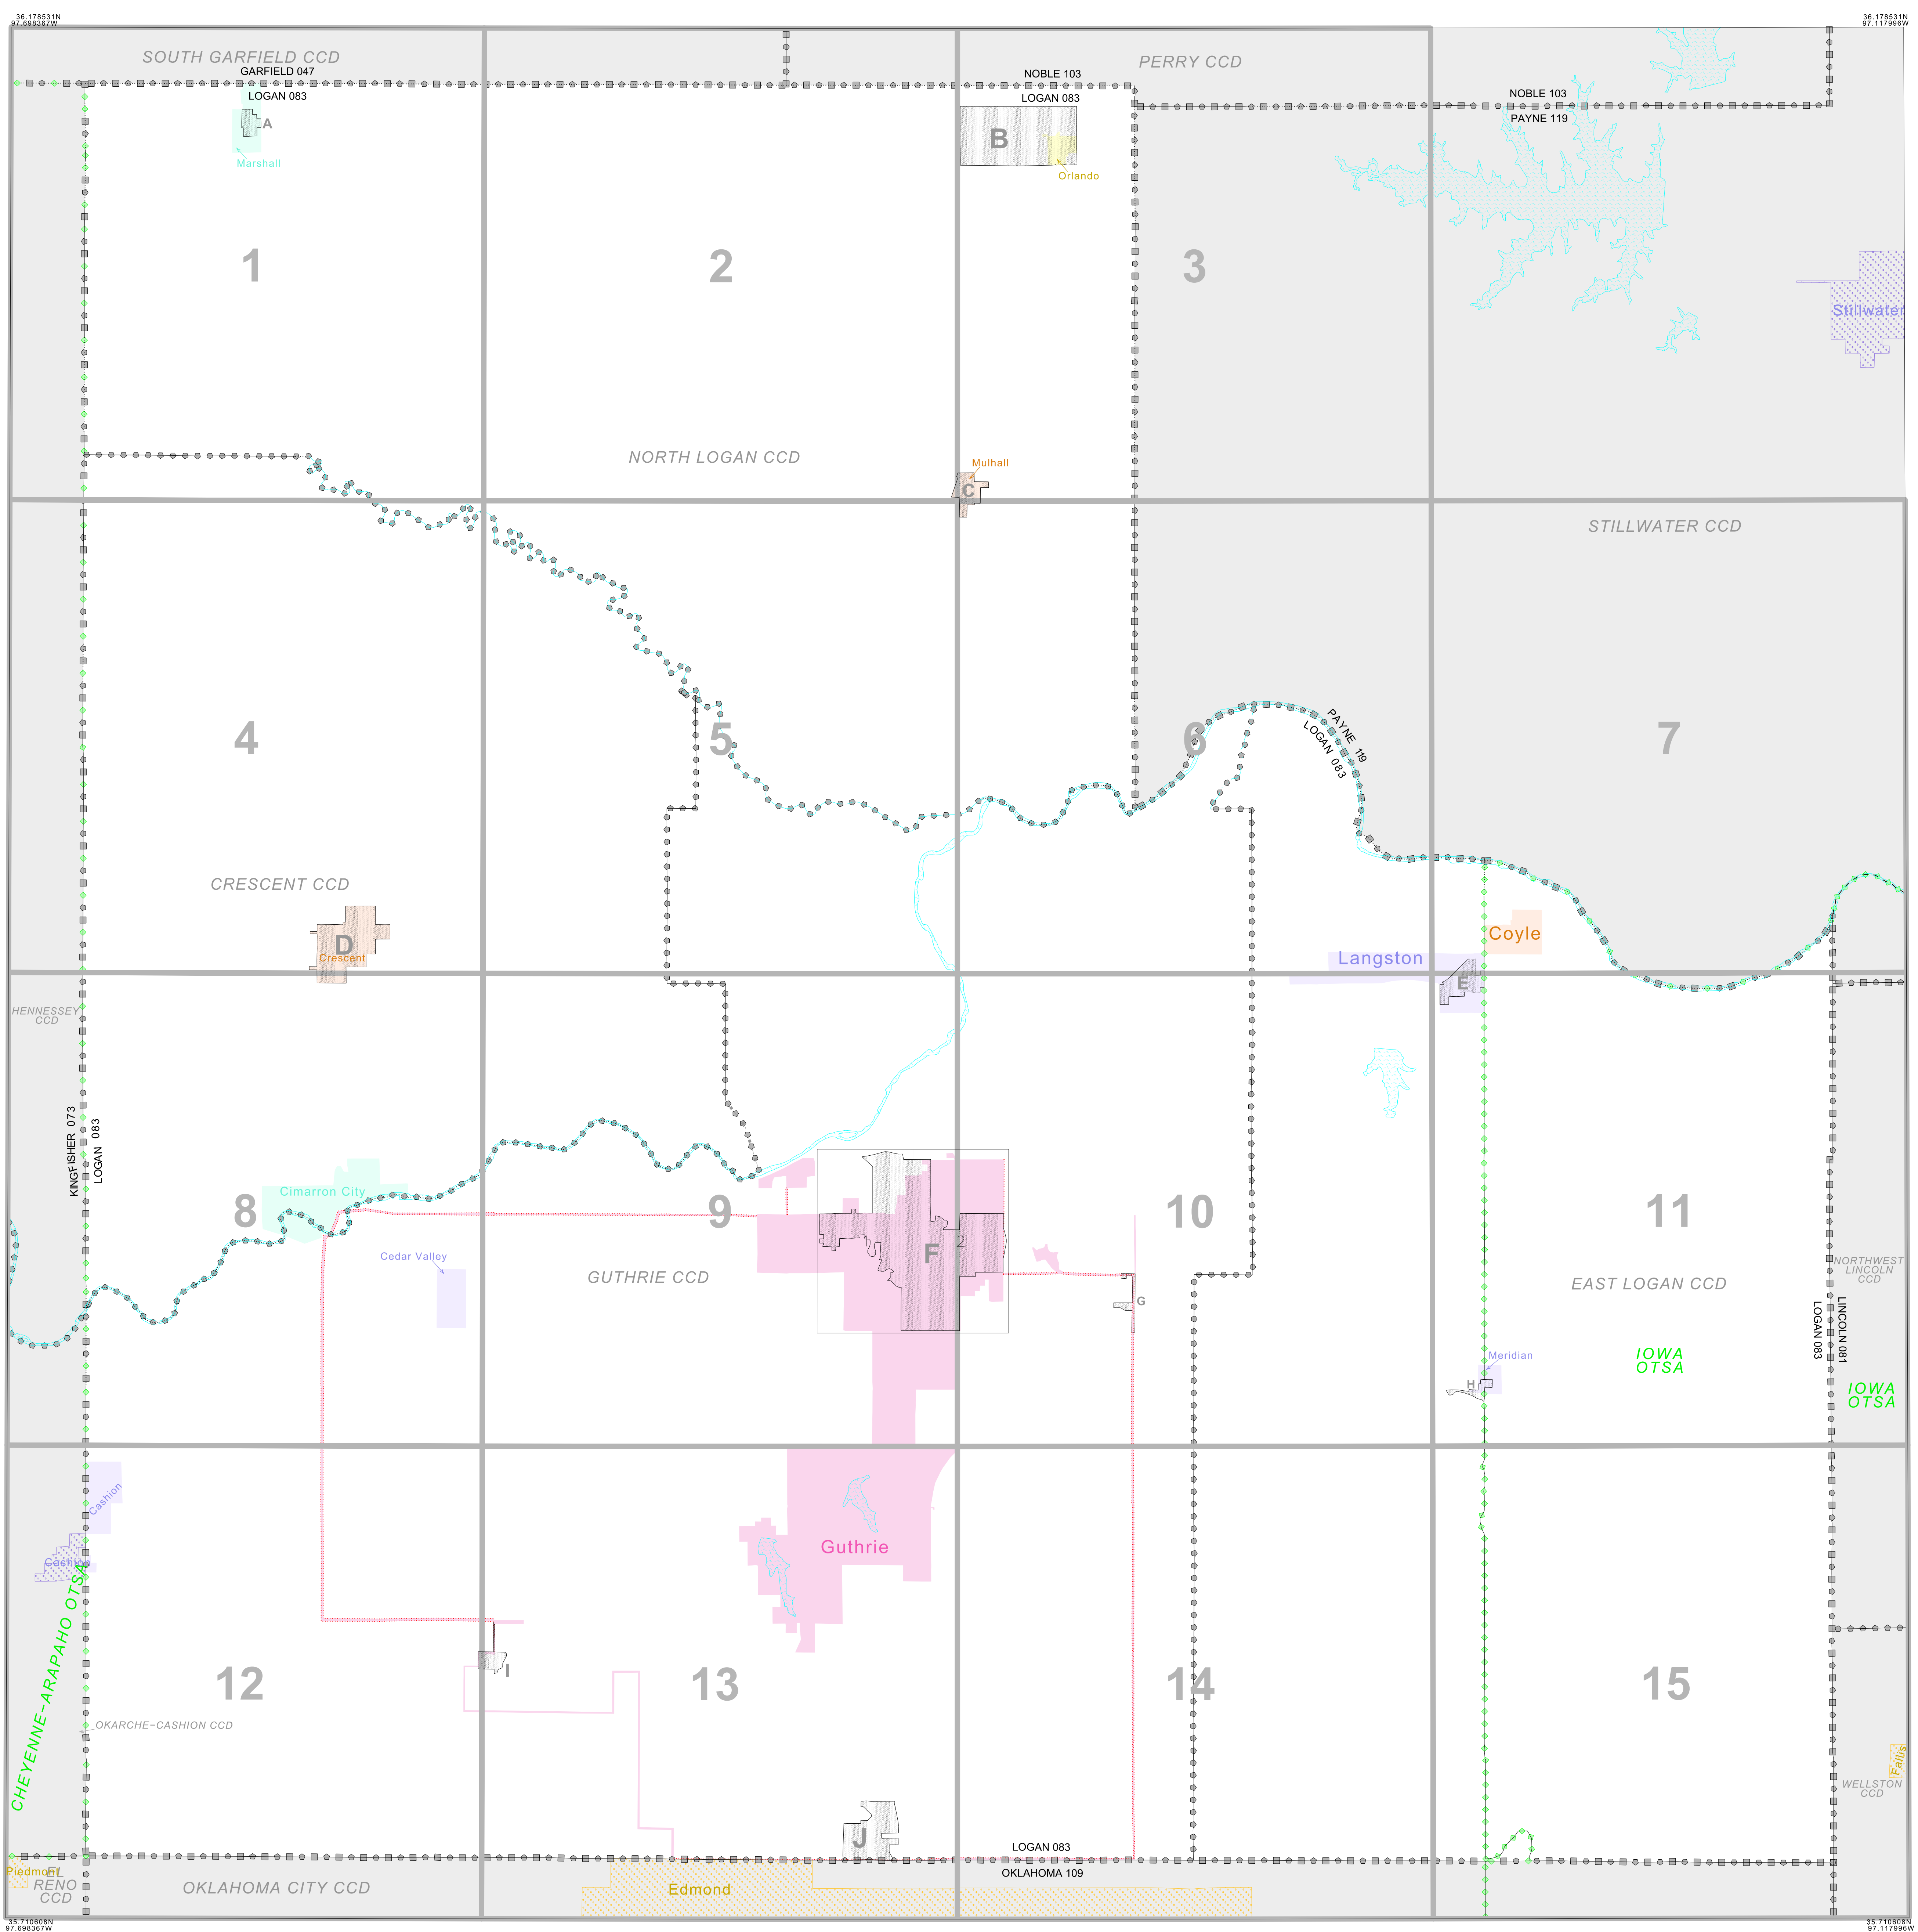 36.178531N
97.698367W
36.178531N
97.117996W
SOUTH GARFIELD CCD
PERRY CCD
GARFIELD 047
LOGAN 083
NOBLE 103
LOGAN 083
NOBLE 103
PAYNE 119
A
Marshall
B
Orlando
1
2
3
Stillwater
NORTH LOGAN CCD
Mulhall
C
STILLWATER CCD
4
5
6
7
PAYNE 119
LOGAN 083
CRESCENT CCD
D
Crescent
Coyle
Langston
E
HENNESSEY
CCD
KINGFISHER 073
LOGAN 083
Cimarron City
8
9
10
11
F
2
Cedar Valley
GUTHRIE CCD
G
EAST LOGAN CCD
NORTHWEST
LINCOLN
CCD
LOGAN 083
LINCOLN 081
Meridian
H
IOWA
OTSA
IOWA
OTSA
Cashion
Cashion
Guthrie
CHEYENNE-ARAPAHO OTSA
I
12
13
14
15
OKARCHE-CASHION CCD
Fallis
WELLSTON
CCD
J
LOGAN 083
OKLAHOMA 109
Piedmont
EL
RENO
CCD
OKLAHOMA CITY CCD
Edmond
35.710608N
97.698367W
35.710608N
97.117996W